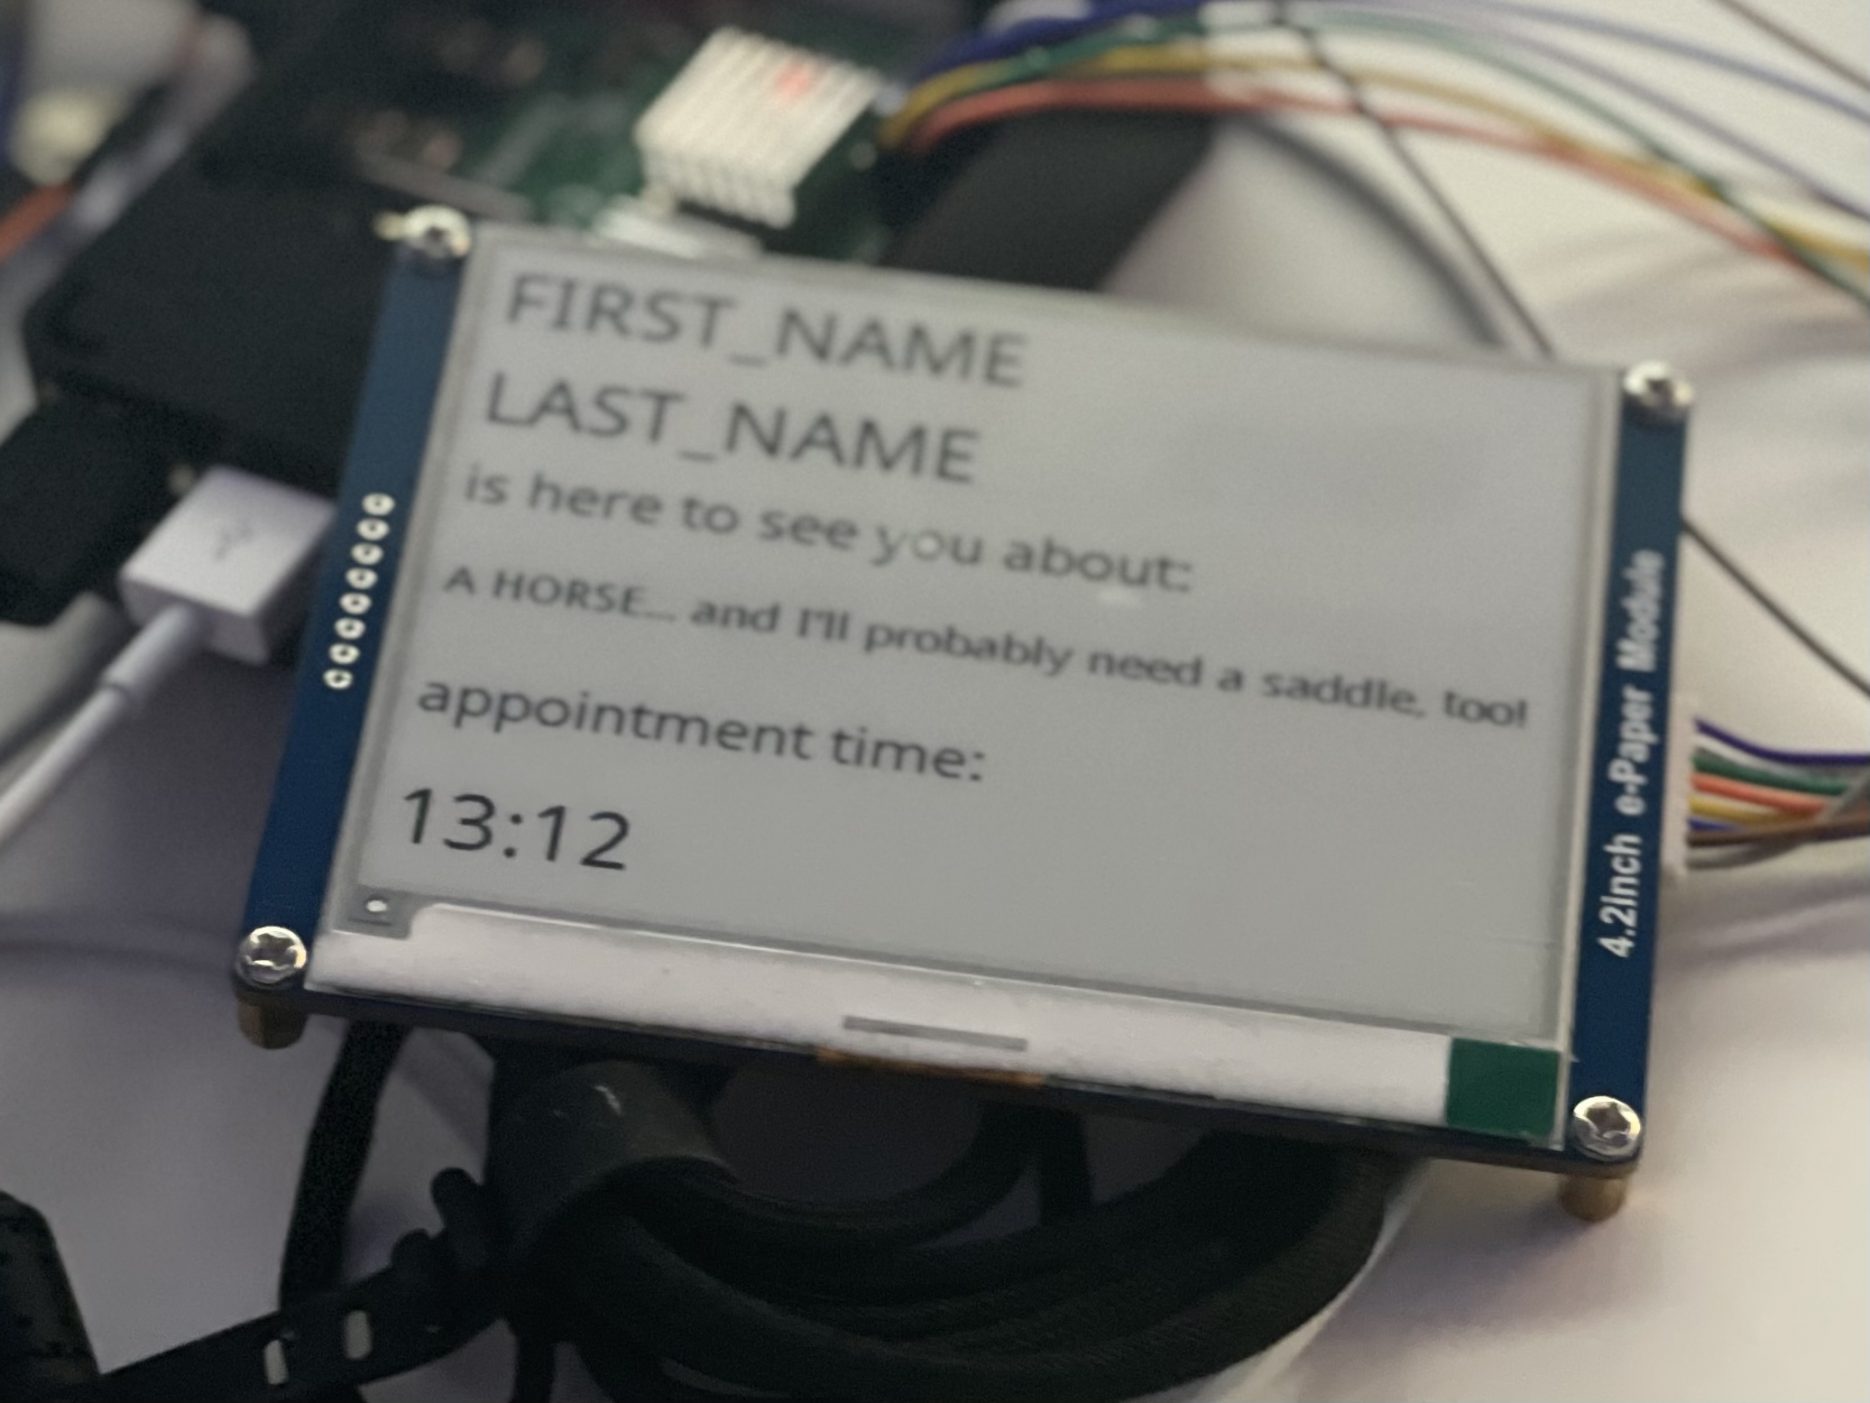 FIRST_NAME
LAST_NAME
is here to see you about:
A HORSE... and I'll probably need a saddle, too!
appointment time:
13:12
4.2inch e-Paper Module